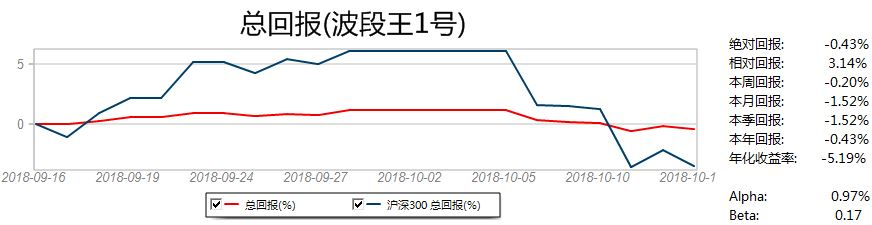 总回报(波段王1号)
5
0
2018-09-16 2018-09-19 2018-09-24 2018-09-27 2018-10-02 2018-10-05 2018-10-10 2018-10-1
总回报(%) 沪深300 总回报(%)
绝对回报: -0.43%
相对回报: 3.14%
本周回报: -0.20%
本月回报: -1.52%
本季回报: -1.52%
本年回报: -0.43%
年化收益率: -5.19%
Alpha: 0.97%
Beta: 0.17